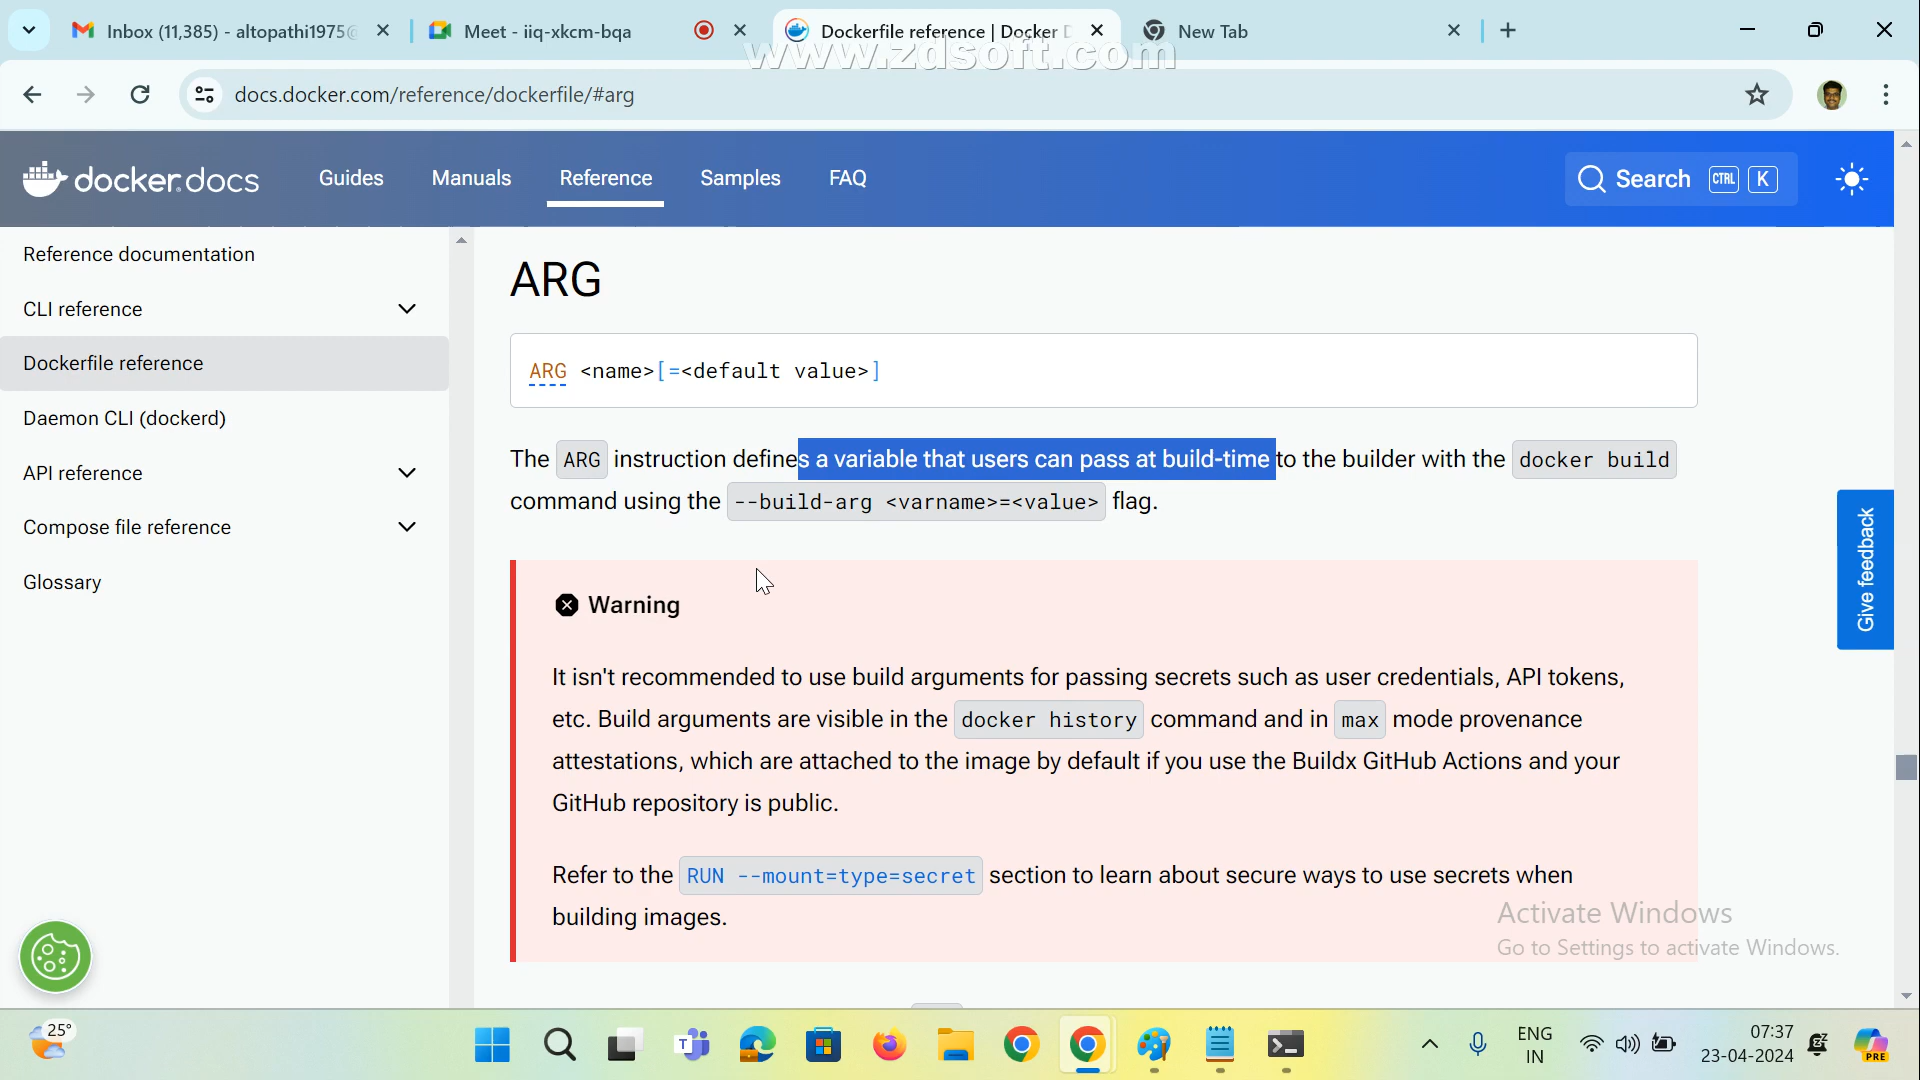 Inbox (11,385) - altopathi1975@
Meet - iiq-xkcm-bqa
Dockerfile reference | Docker D
New Tab
www.zdsoft.com
docs.docker.com/reference/dockerfile/#arg
docker.docs
Guides
Manuals
Reference
Samples
FAQ
Search CTRL K
Reference documentation
CLI reference
Dockerfile reference
Daemon CLI (dockerd)
API reference
Compose file reference
Glossary
ARG
ARG <name>[=<default value>]
The ARG instruction defines a variable that users can pass at build-time to the builder with the docker build
command using the --build-arg <varname>=<value> flag.
Warning
It isn't recommended to use build arguments for passing secrets such as user credentials, API tokens,
etc. Build arguments are visible in the docker history command and in max mode provenance
attestations, which are attached to the image by default if you use the Buildx GitHub Actions and your
GitHub repository is public.
Refer to the RUN --mount=type=secret section to learn about secure ways to use secrets when
building images.
Give feedback
Activate Windows
Go to Settings to activate Windows.
25°
ENG
IN
07:37
23-04-2024
PRE